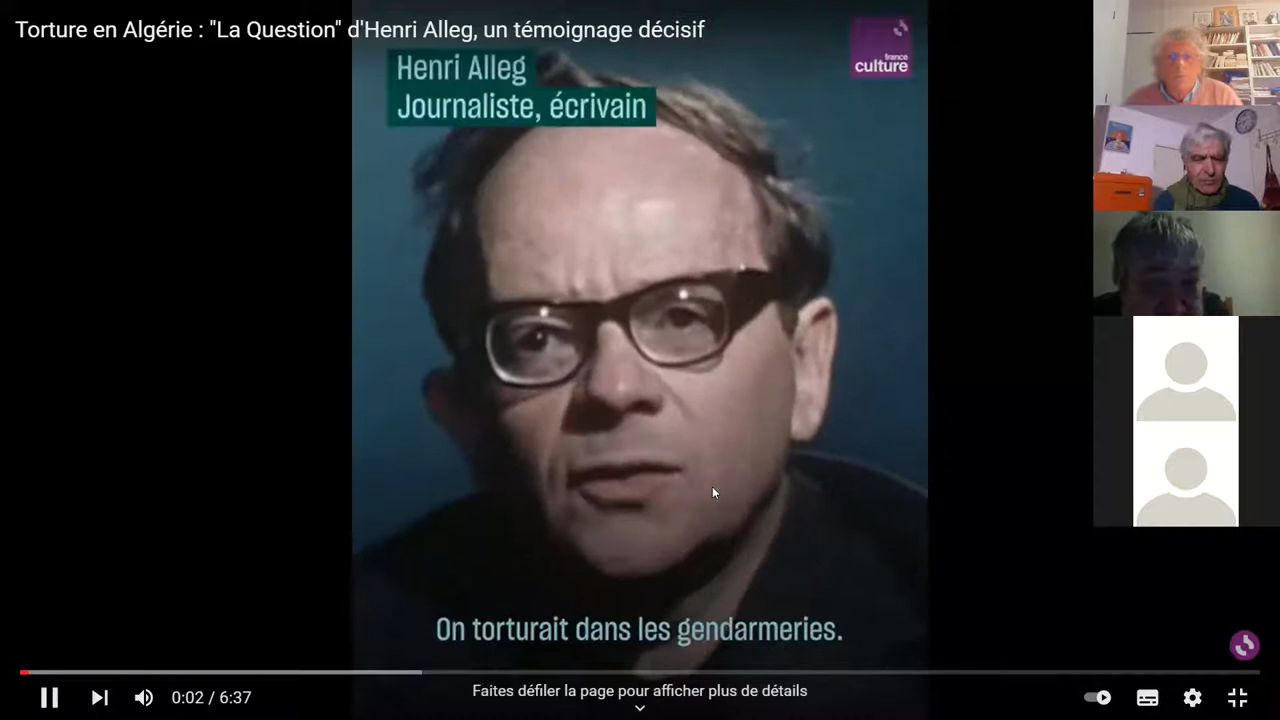 Torture en Algérie : "La Question" d'Henri Alleg, un témoignage décisif
Henri Alleg
Journaliste, écrivain
france
culture
On torturait dans les gendarmeries.
0:02 / 6:37
Faites défiler la page pour afficher plus de détails